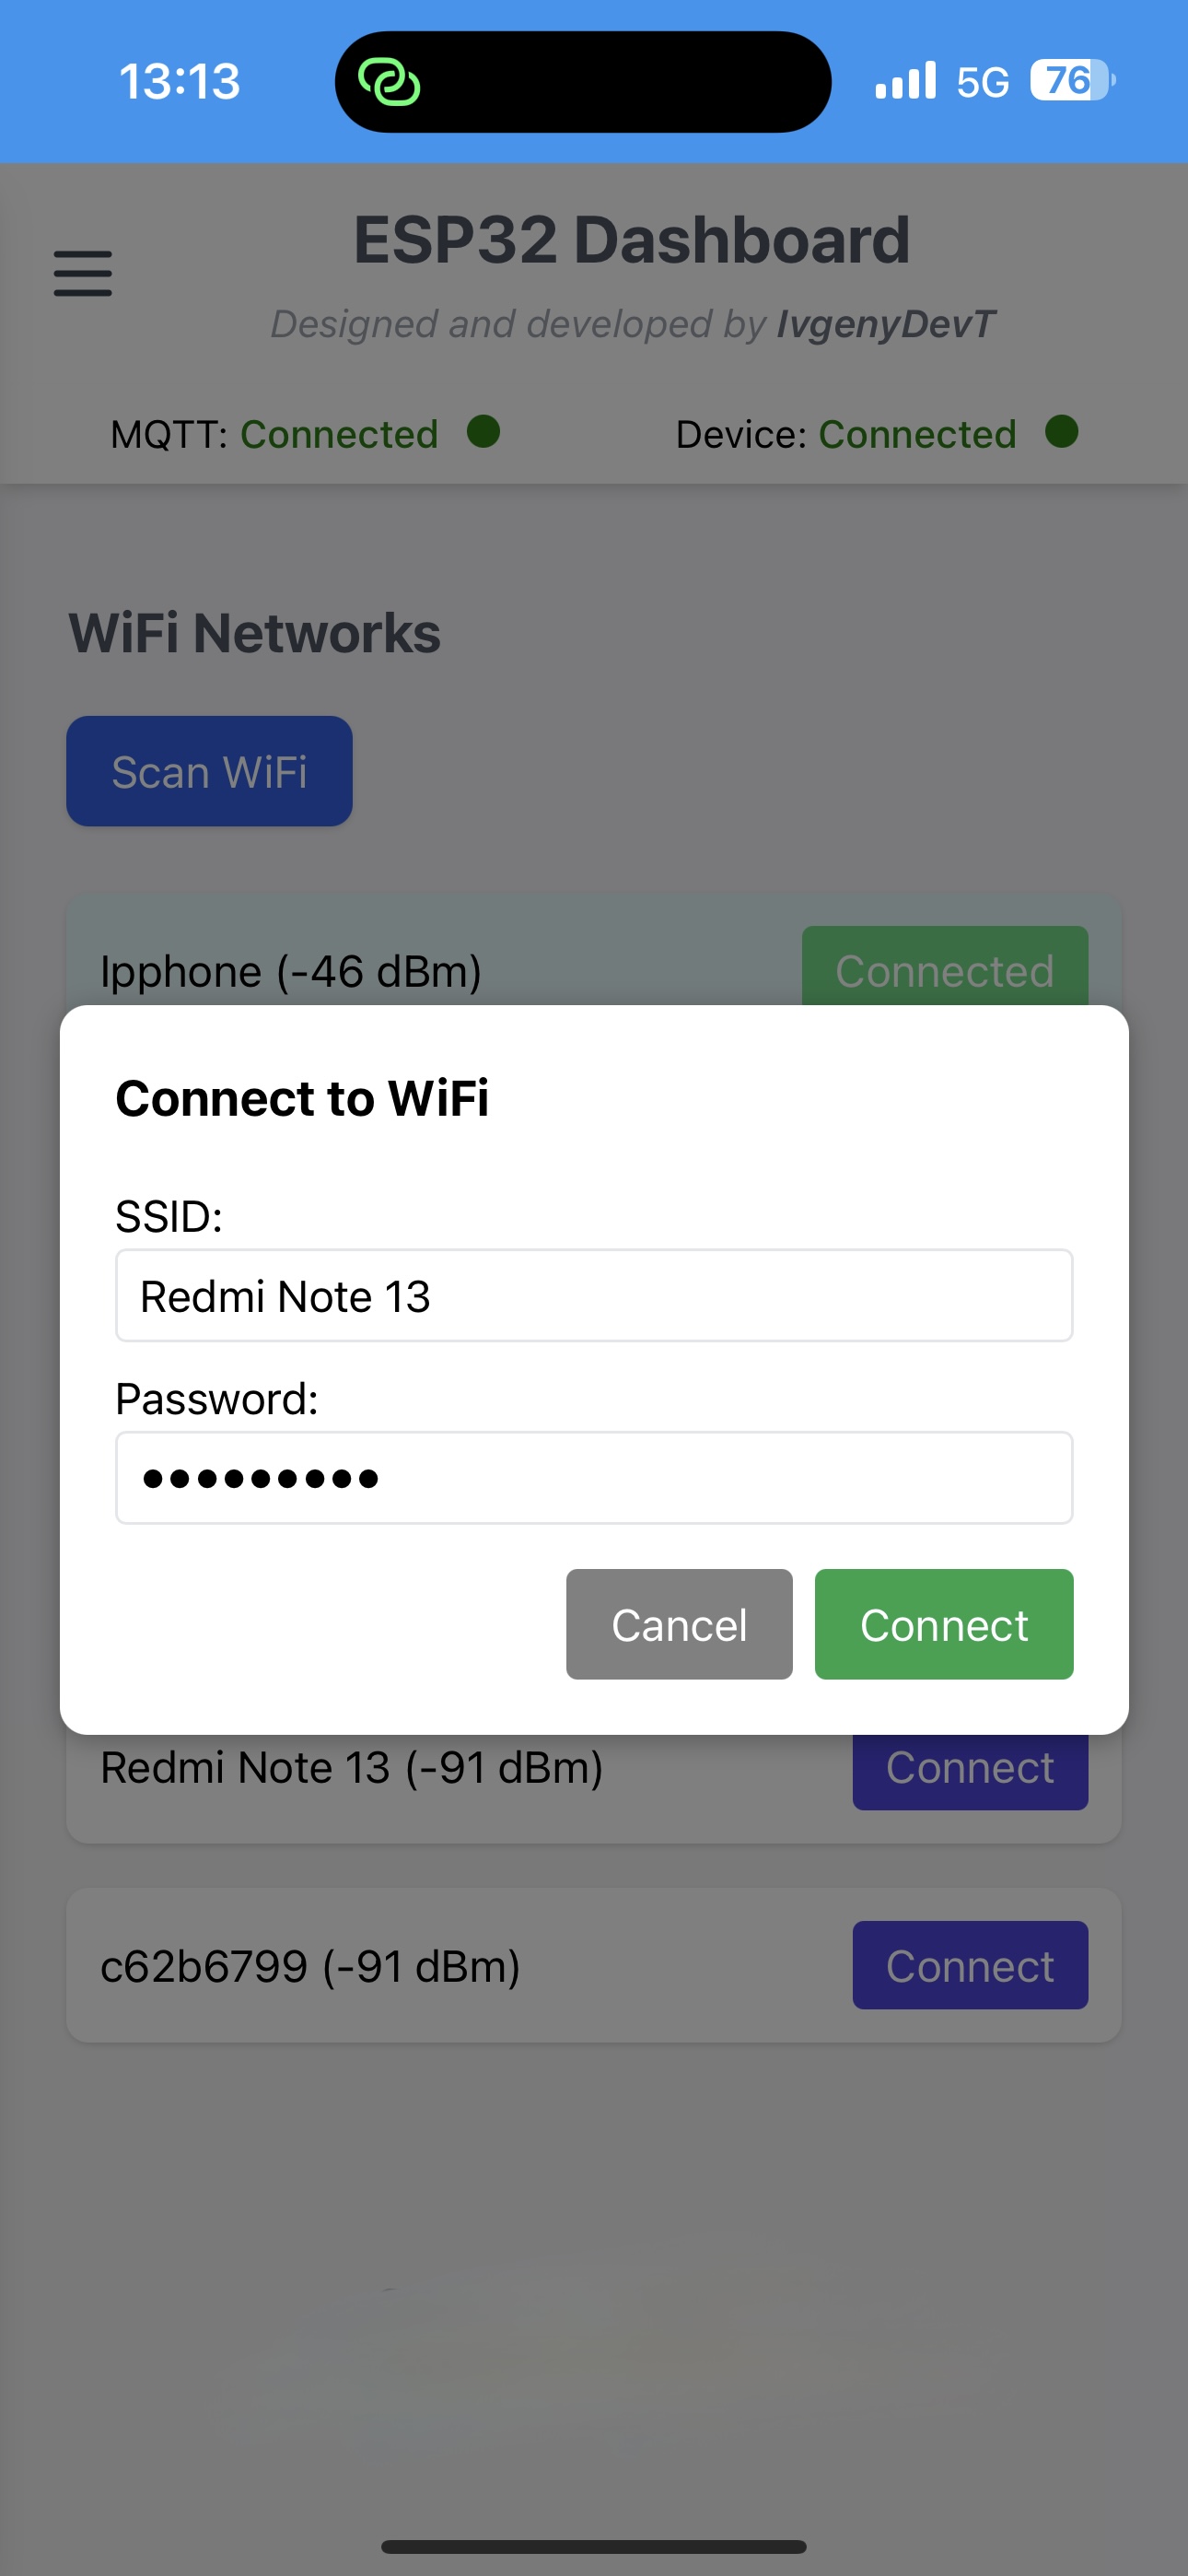 13:13
5G 76
ESP32 Dashboard
Designed and developed by IvgenyDevT
MQTT: Connected Device: Connected
WiFi Networks
Scan WiFi
Ipphone (-46 dBm) Connected
Connect to WiFi
SSID:
Redmi Note 13
Password:
•••••••••
Cancel Connect
Redmi Note 13 (-91 dBm) Connect
c62b6799 (-91 dBm) Connect